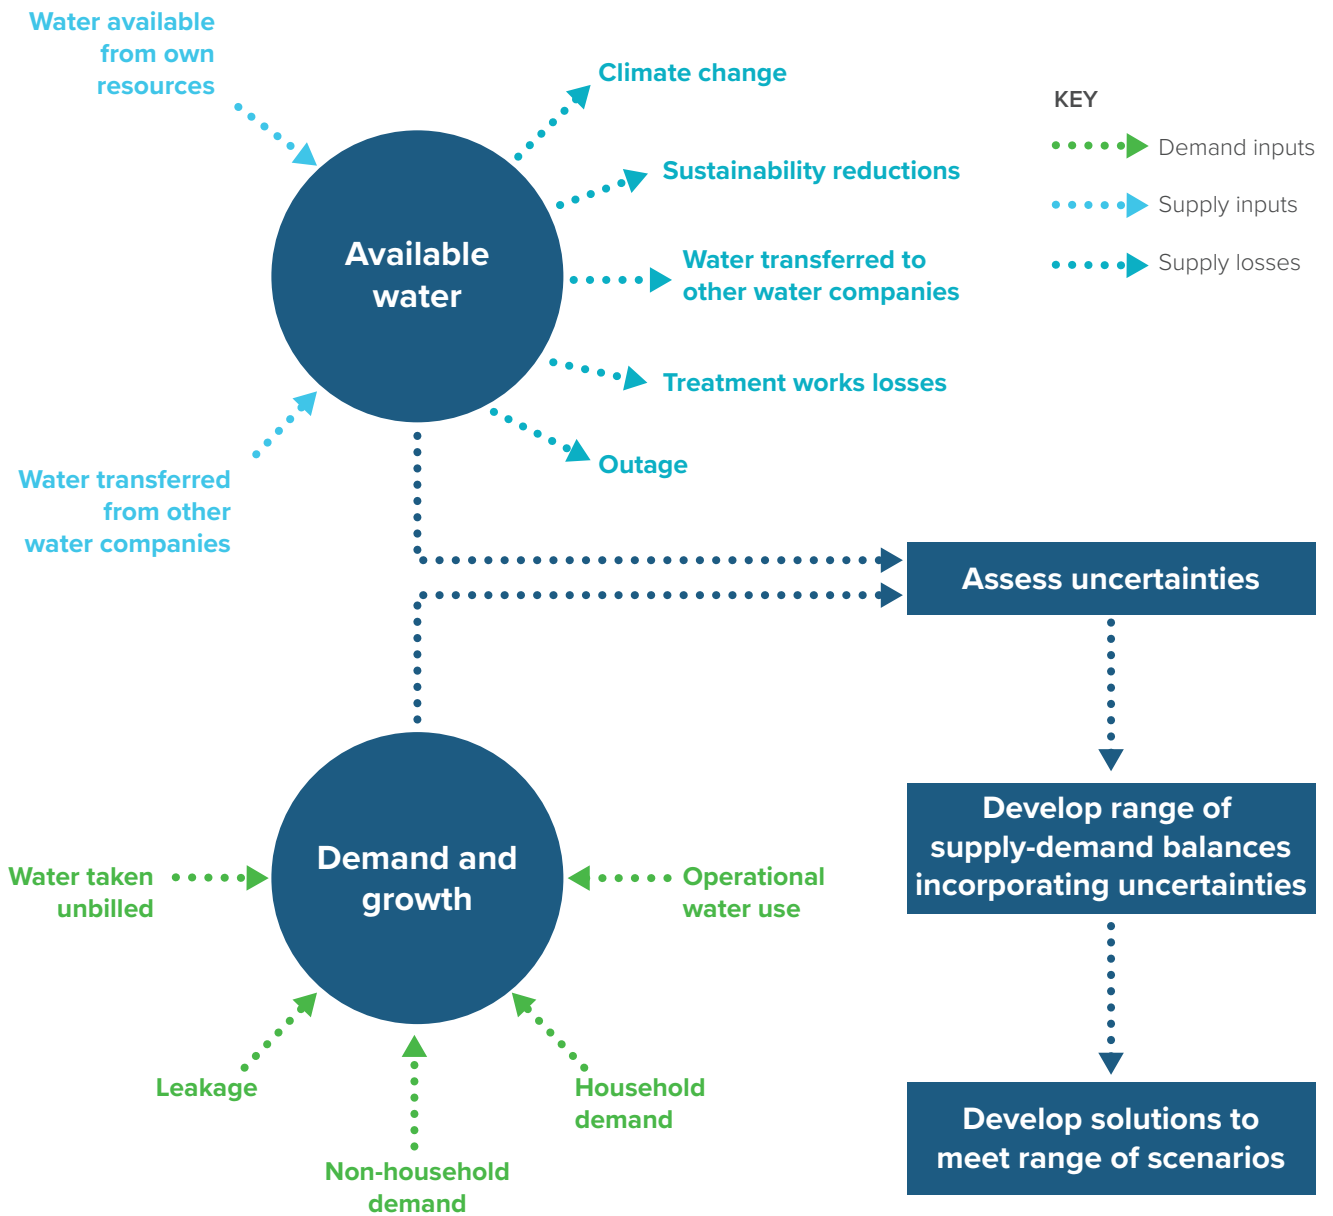 Water available
from own
resources
Climate change
Sustainability reductions
Water transferred to
other water companies
Treatment works losses
Outage
Available
water
Water transferred
from other
water companies
KEY
Demand inputs
Supply inputs
Supply losses
Assess uncertainties
Develop range of
supply-demand balances
incorporating uncertainties
Develop solutions to
meet range of scenarios
Demand and
growth
Water taken
unbilled
Operational
water use
Leakage
Household
demand
Non-household
demand